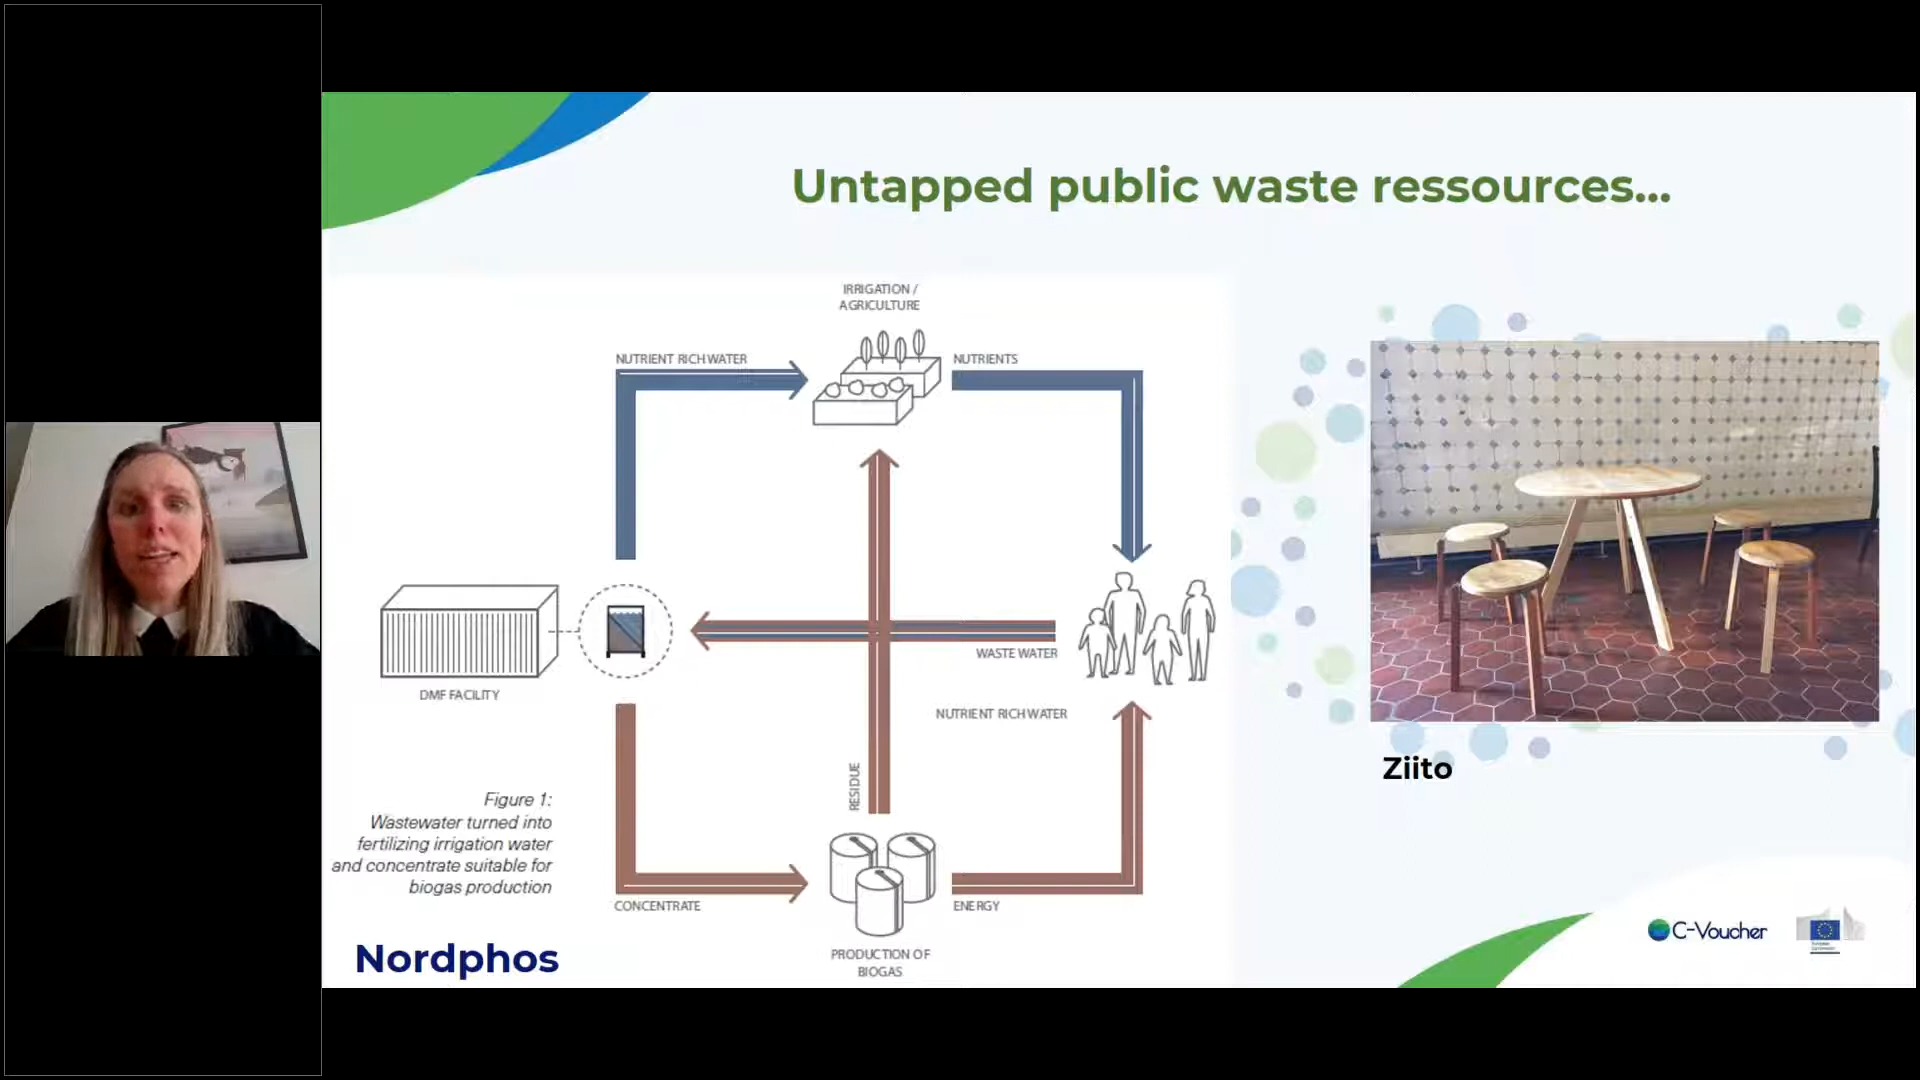 Untapped public waste ressources...
IRRIGATION /
AGRICULTURE
NUTRIENT RICH WATER
NUTRIENTS
DMF FACILITY
WASTE WATER
NUTRIENT RICH WATER
RESIDUE
Figure 1:
Wastewater turned into
fertilizing irrigation water
and concentrate suitable for
biogas production
CONCENTRATE
ENERGY
PRODUCTION OF
BIOGAS
Nordphos
Ziito
C-Voucher